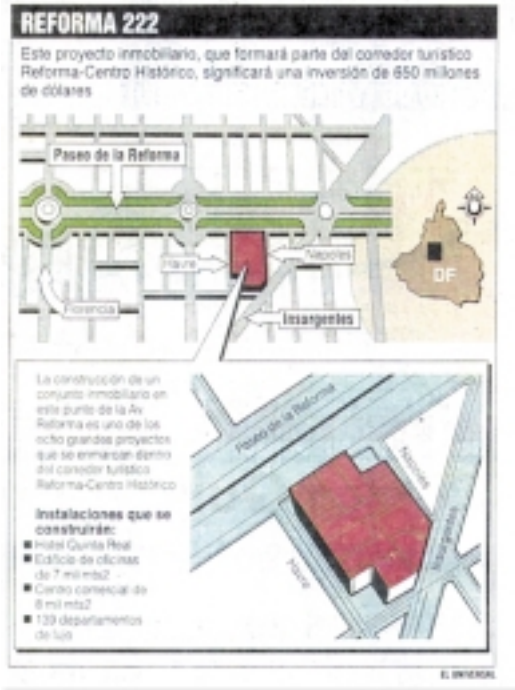 REFORMA 222
Este proyecto inmobiliario, que formará parte del corredor turístico
Reforma-Centro Histórico, significará una inversión de 650 millones
de dólares
Paseo de la Reforma
Havre
Nápoles
DF
Florencia
Insurgentes
La construcción de un
conjunto inmobiliario en
este punto de la Av.
Reforma es uno de los
ocho grandes proyectos
que se enmarcan dentro
del corredor turístico
Reforma-Centro Histórico
Instalaciones que se
construirán:
■ Hotel Quinta Real
■ Edificio de oficinas
de 7 mil mts2
■ Centro comercial de
8 mil mts2
■ 139 departamentos
de lujo
Paseo de la Reforma
Nápoles
Insurgentes
Havre
EL UNIVERSAL